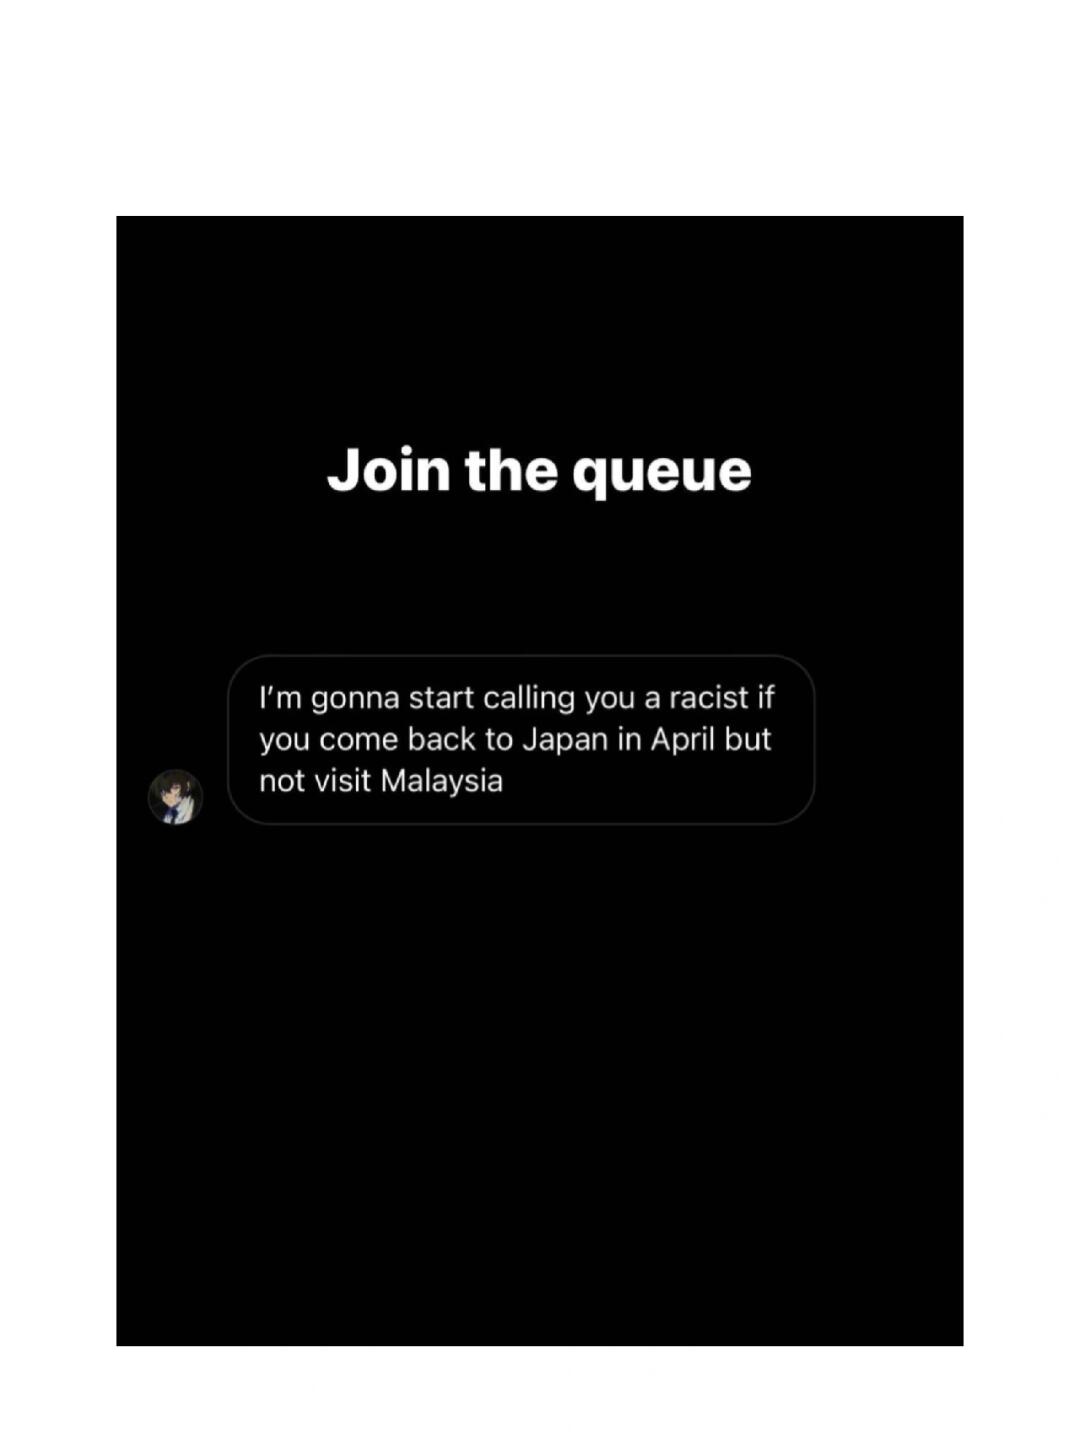 Join the queue
I’m gonna start calling you a racist if
you come back to Japan in April but
not visit Malaysia